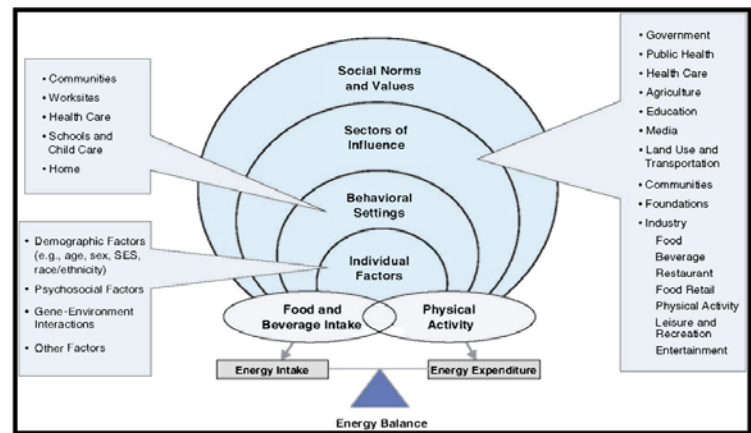 • Communities
• Worksites
• Health Care
• Schools and
Child Care
• Home
• Demographic Factors
(e.g., age, sex, SES,
race/ethnicity)
• Psychosocial Factors
• Gene-Environment
Interactions
• Other Factors
Social Norms
and Values
Sectors of
Influence
Behavioral
Settings
Individual
Factors
Food and
Beverage Intake
Physical
Activity
Energy Intake
Energy Expenditure
Energy Balance
• Government
• Public Health
• Health Care
• Agriculture
• Education
• Media
• Land Use and
Transportation
• Communities
• Foundations
• Industry
Food
Beverage
Restaurant
Food Retail
Physical Activity
Leisure and
Recreation
Entertainment